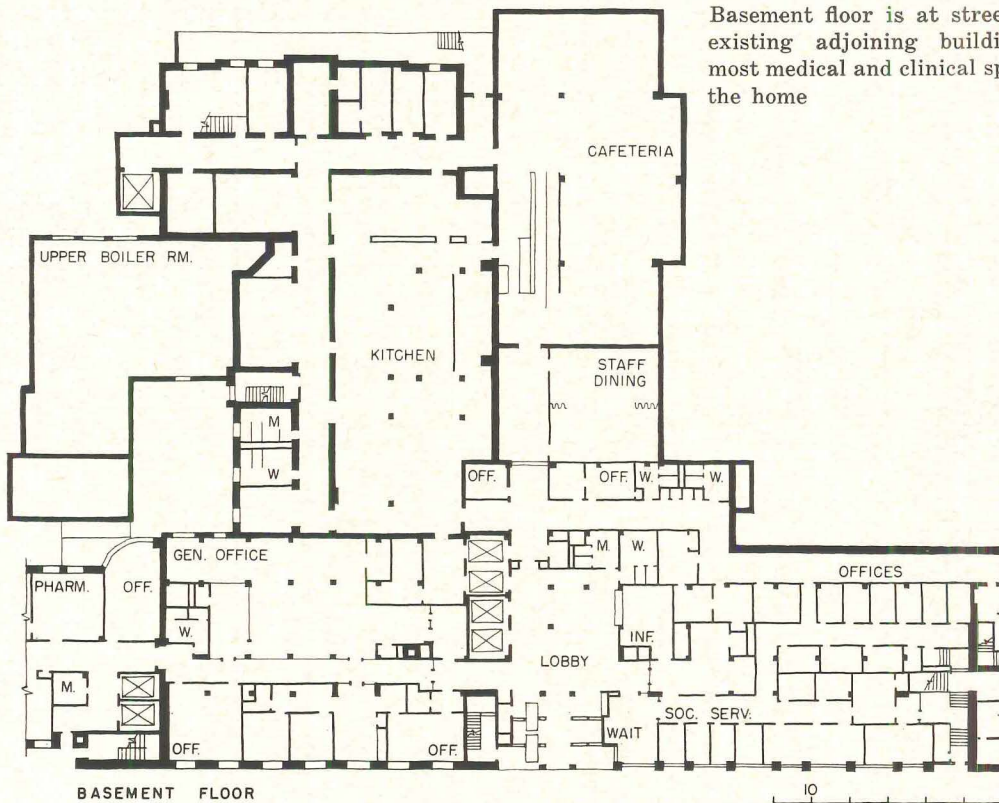 Basement floor is at stree
existing adjoining buildi
most medical and clinical sp
the home
CAFETERIA
UPPER BOILER RM.
KITCHEN
STAFF
DINING
M
W
OFF.
OFF.
W.
W.
GEN. OFFICE
M.
W.
PHARM.
OFF.
OFFICES
W.
INF.
LOBBY
M.
SOC. SERV.
WAIT
OFF.
OFF.
BASEMENT FLOOR
10